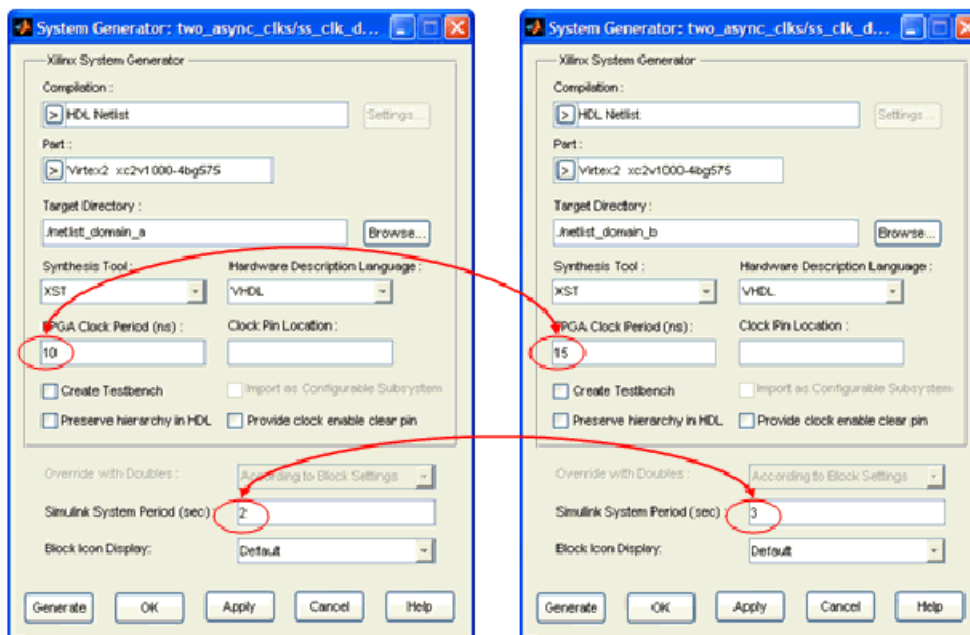 System Generator: two_async_clks/ss_clk_d...
Xilinx System Generator
Compilation :
> HDL Netlist
Settings...
Part :
> Virtex2 xc2v1000-4bg575
Target Directory :
./netlist_domain_a
Browse...
Synthesis Tool :
Hardware Description Language :
XST
VHDL
FPGA Clock Period (ns) :
Clock Pin Location :
10
Create Testbench
Import as Configurable Subsystem
Preserve hierarchy in HDL
Provide clock enable clear pin
Override with Doubles :
According to Block Settings
Simulink System Period (sec) :
2
Block Icon Display:
Default
Generate
OK
Apply
Cancel
Help
System Generator: two_async_clks/ss_clk_d...
Xilinx System Generator
Compilation :
> HDL Netlist
Settings...
Part :
> Virtex2 xc2v1000-4bg575
Target Directory :
./netlist_domain_b
Browse...
Synthesis Tool :
Hardware Description Language :
XST
VHDL
FPGA Clock Period (ns) :
Clock Pin Location :
15
Create Testbench
Import as Configurable Subsystem
Preserve hierarchy in HDL
Provide clock enable clear pin
Override with Doubles :
According to Block Settings
Simulink System Period (sec) :
3
Block Icon Display:
Default
Generate
OK
Apply
Cancel
Help